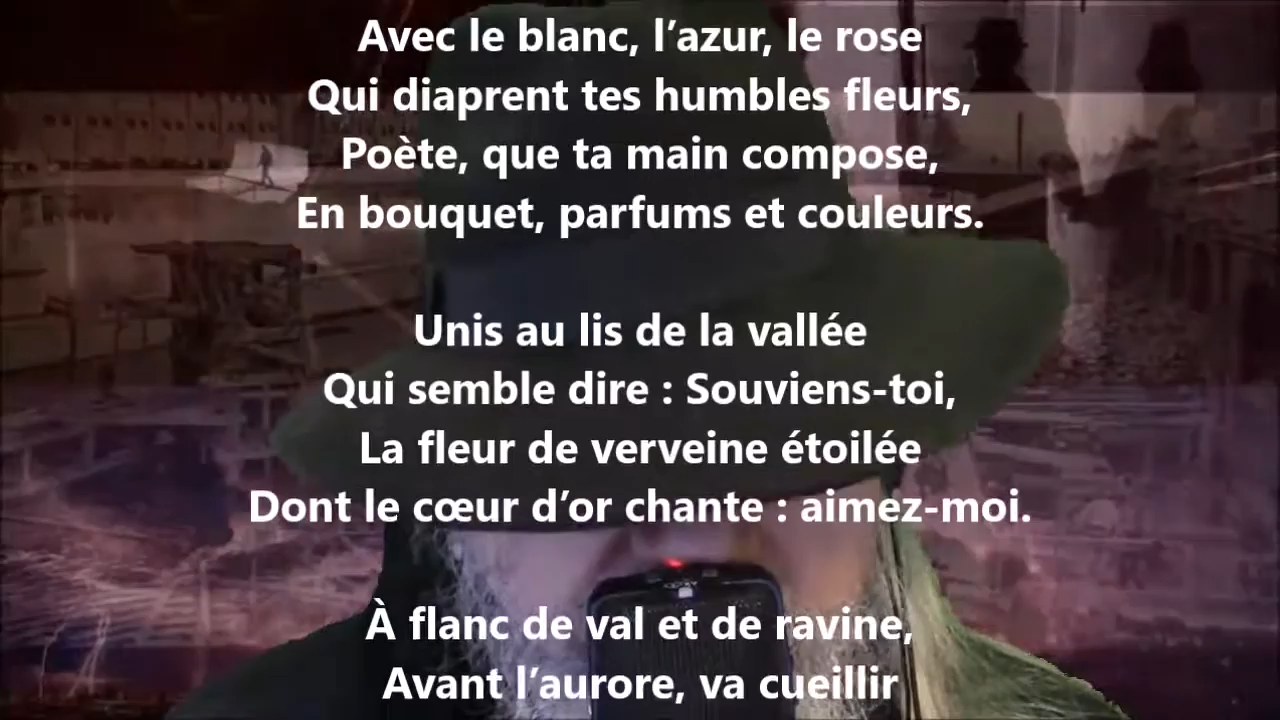 Avec le blanc, l’azur, le rose
Qui diaprent tes humbles fleurs,
Poète, que ta main compose,
En bouquet, parfums et couleurs.
Unis au lis de la vallée
Qui semble dire : Souviens-toi,
La fleur de verveine étoilée
Dont le cœur d’or chante : aimez-moi.
À flanc de val et de ravine,
Avant l’aurore, va cueillir